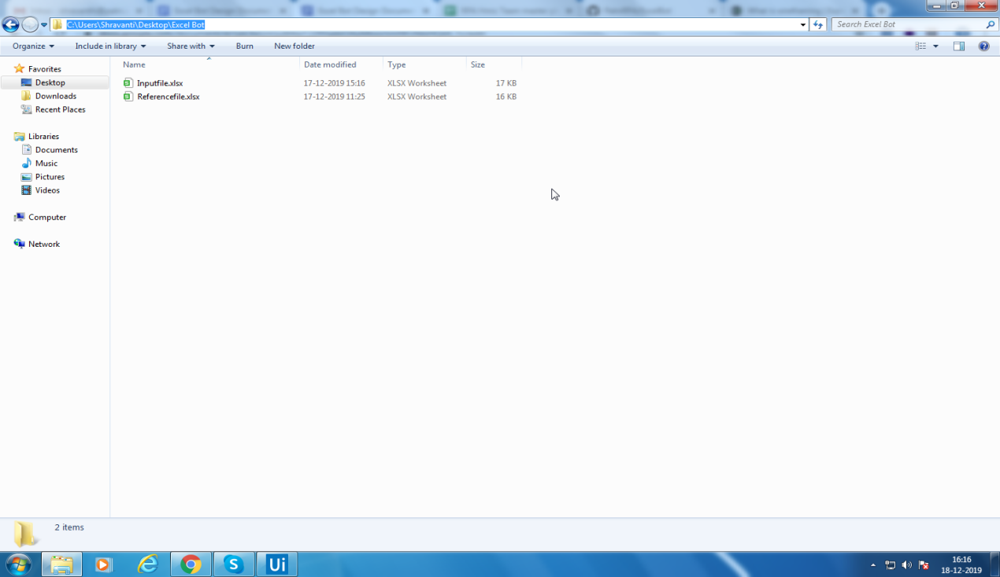 C:\Users\Shravanti\Desktop\Excel Bot
Search Excel Bot
Organize
Include in library
Share with
Burn
New folder
Name
Date modified
Type
Size
Favorites
Desktop
Downloads
Recent Places
Libraries
Documents
Music
Pictures
Videos
Computer
Network
Inputfile.xlsx 17-12-2019 15:16 XLSX Worksheet 17 KB
Referencefile.xlsx 17-12-2019 11:25 XLSX Worksheet 16 KB
2 items
S
Ui
16:16
18-12-2019